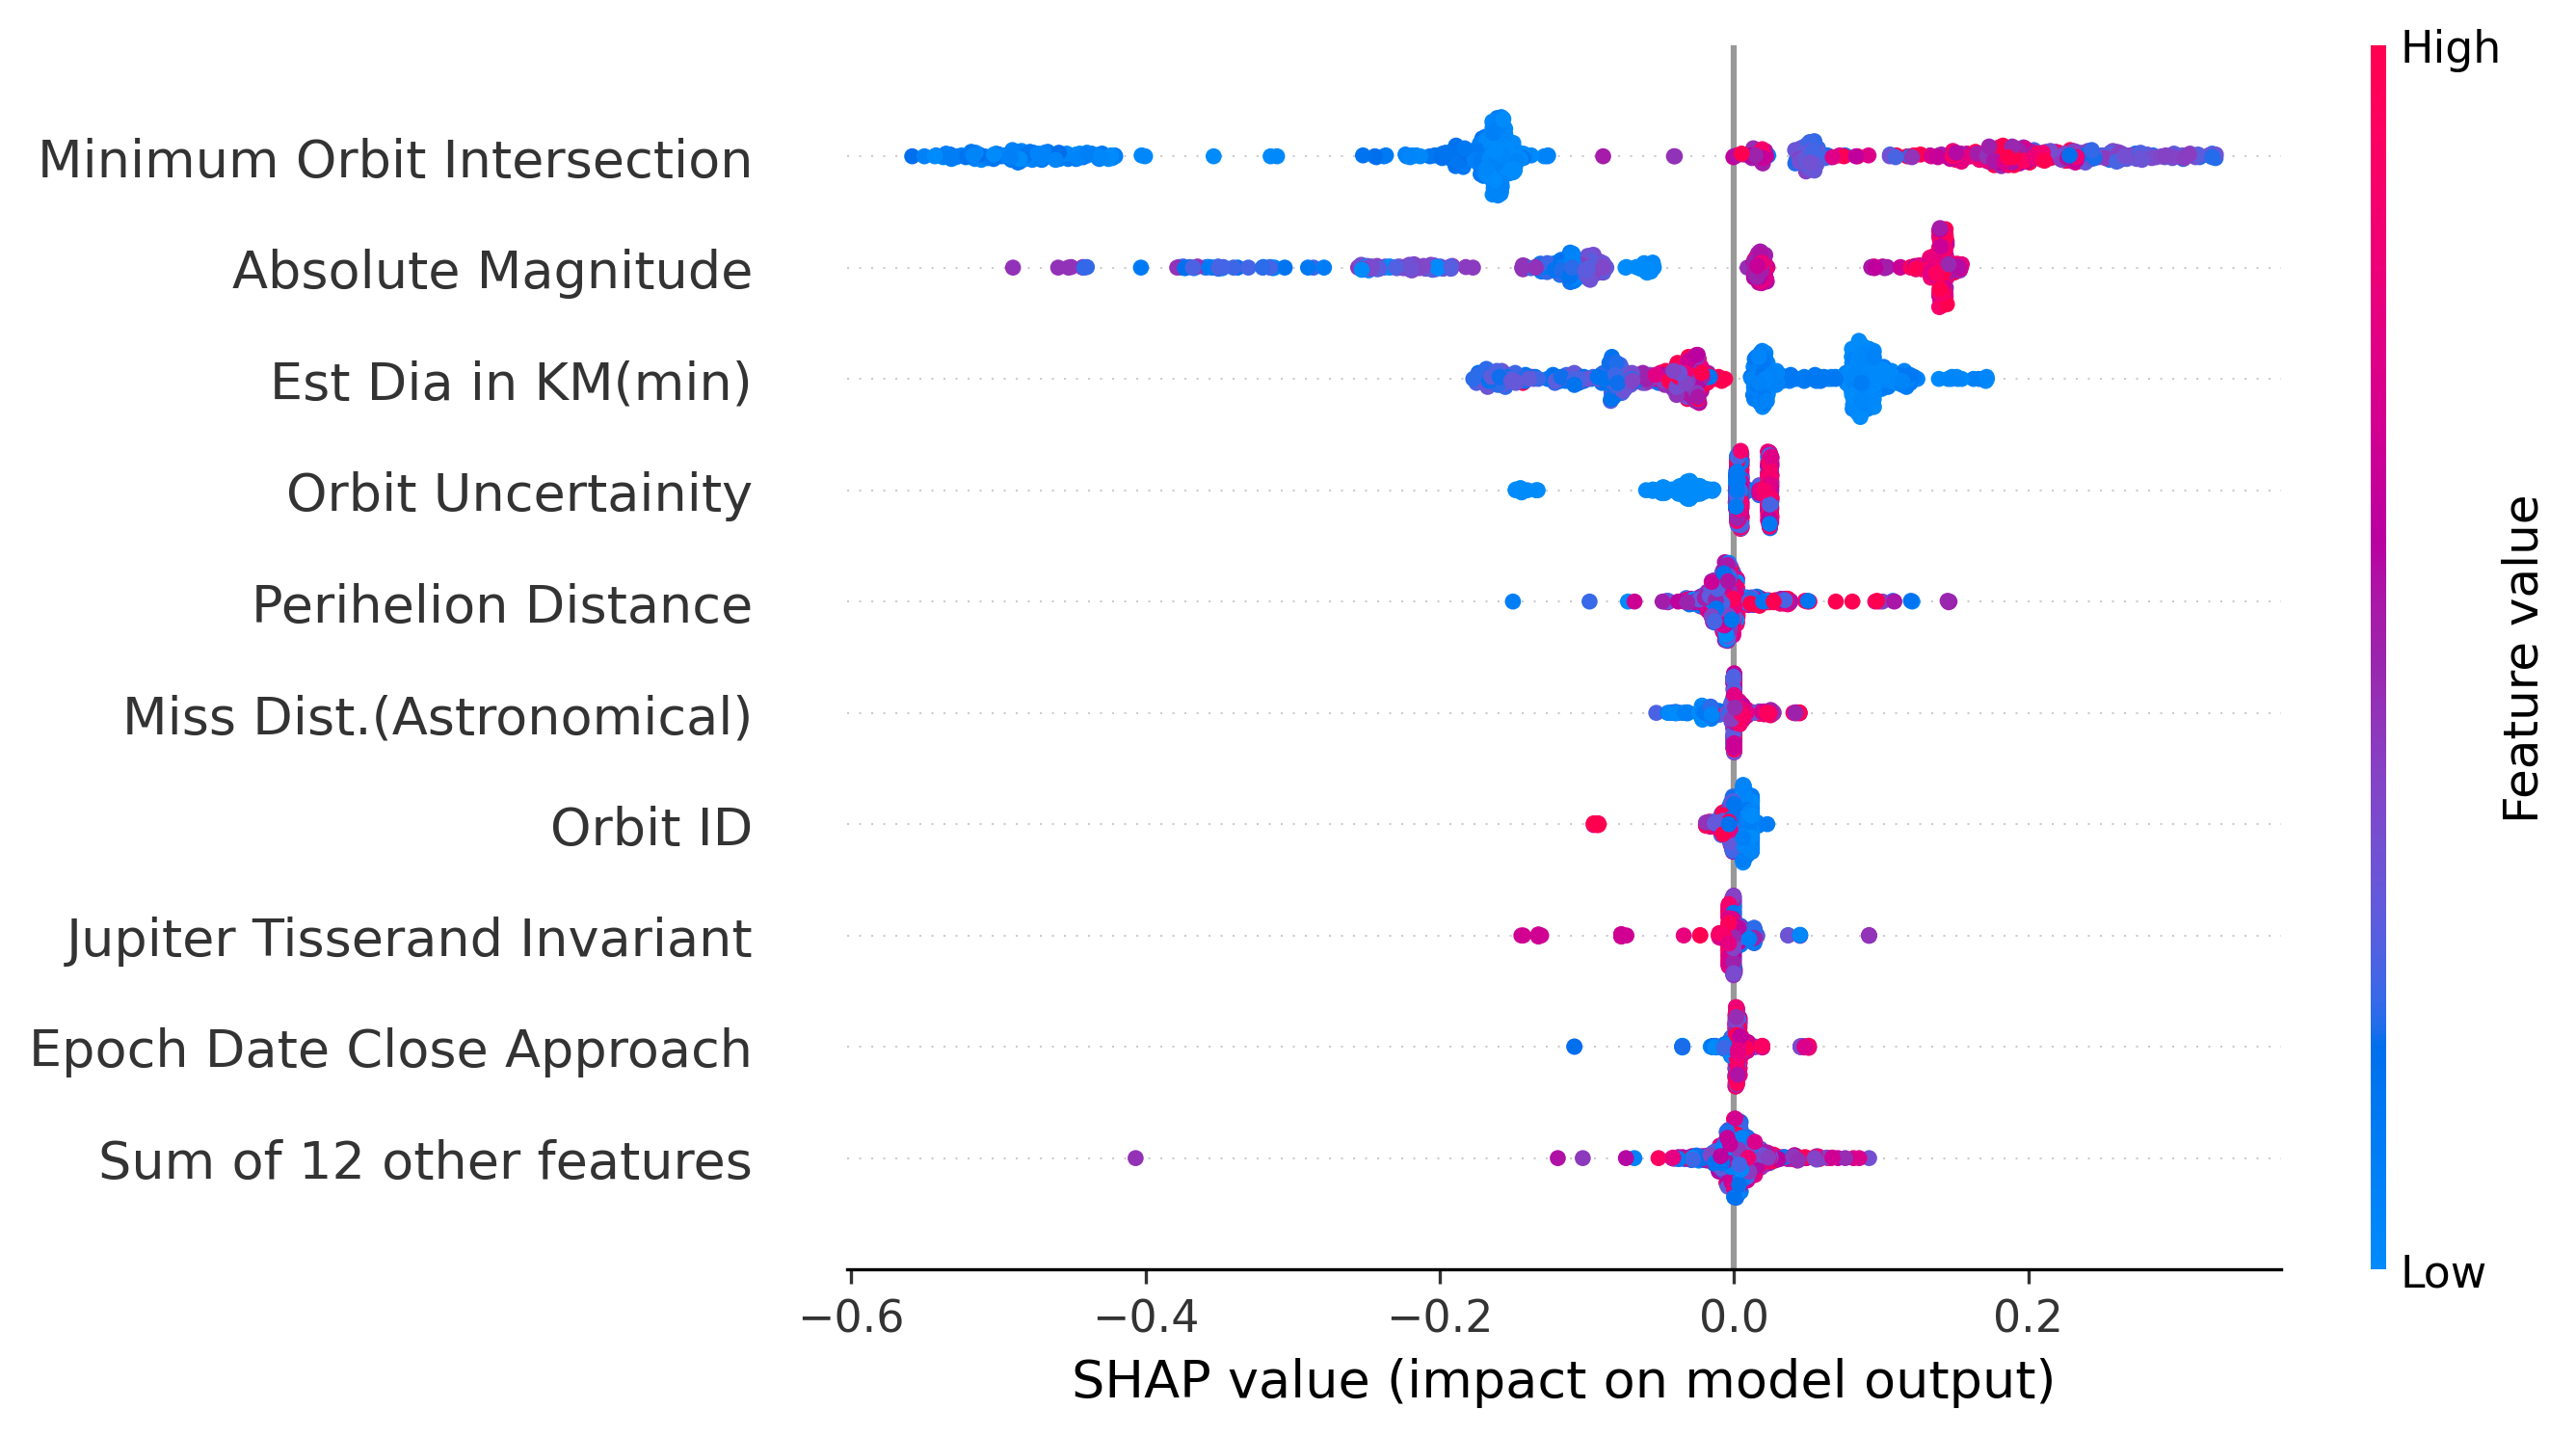 High
Minimum Orbit Intersection
Absolute Magnitude
Est Dia in KM(min)
Orbit Uncertainity
Perihelion Distance
Miss Dist.(Astronomical)
Orbit ID
Jupiter Tisserand Invariant
Epoch Date Close Approach
Sum of 12 other features
Feature value
Low
−0.6 −0.4 −0.2 0.0 0.2
SHAP value (impact on model output)